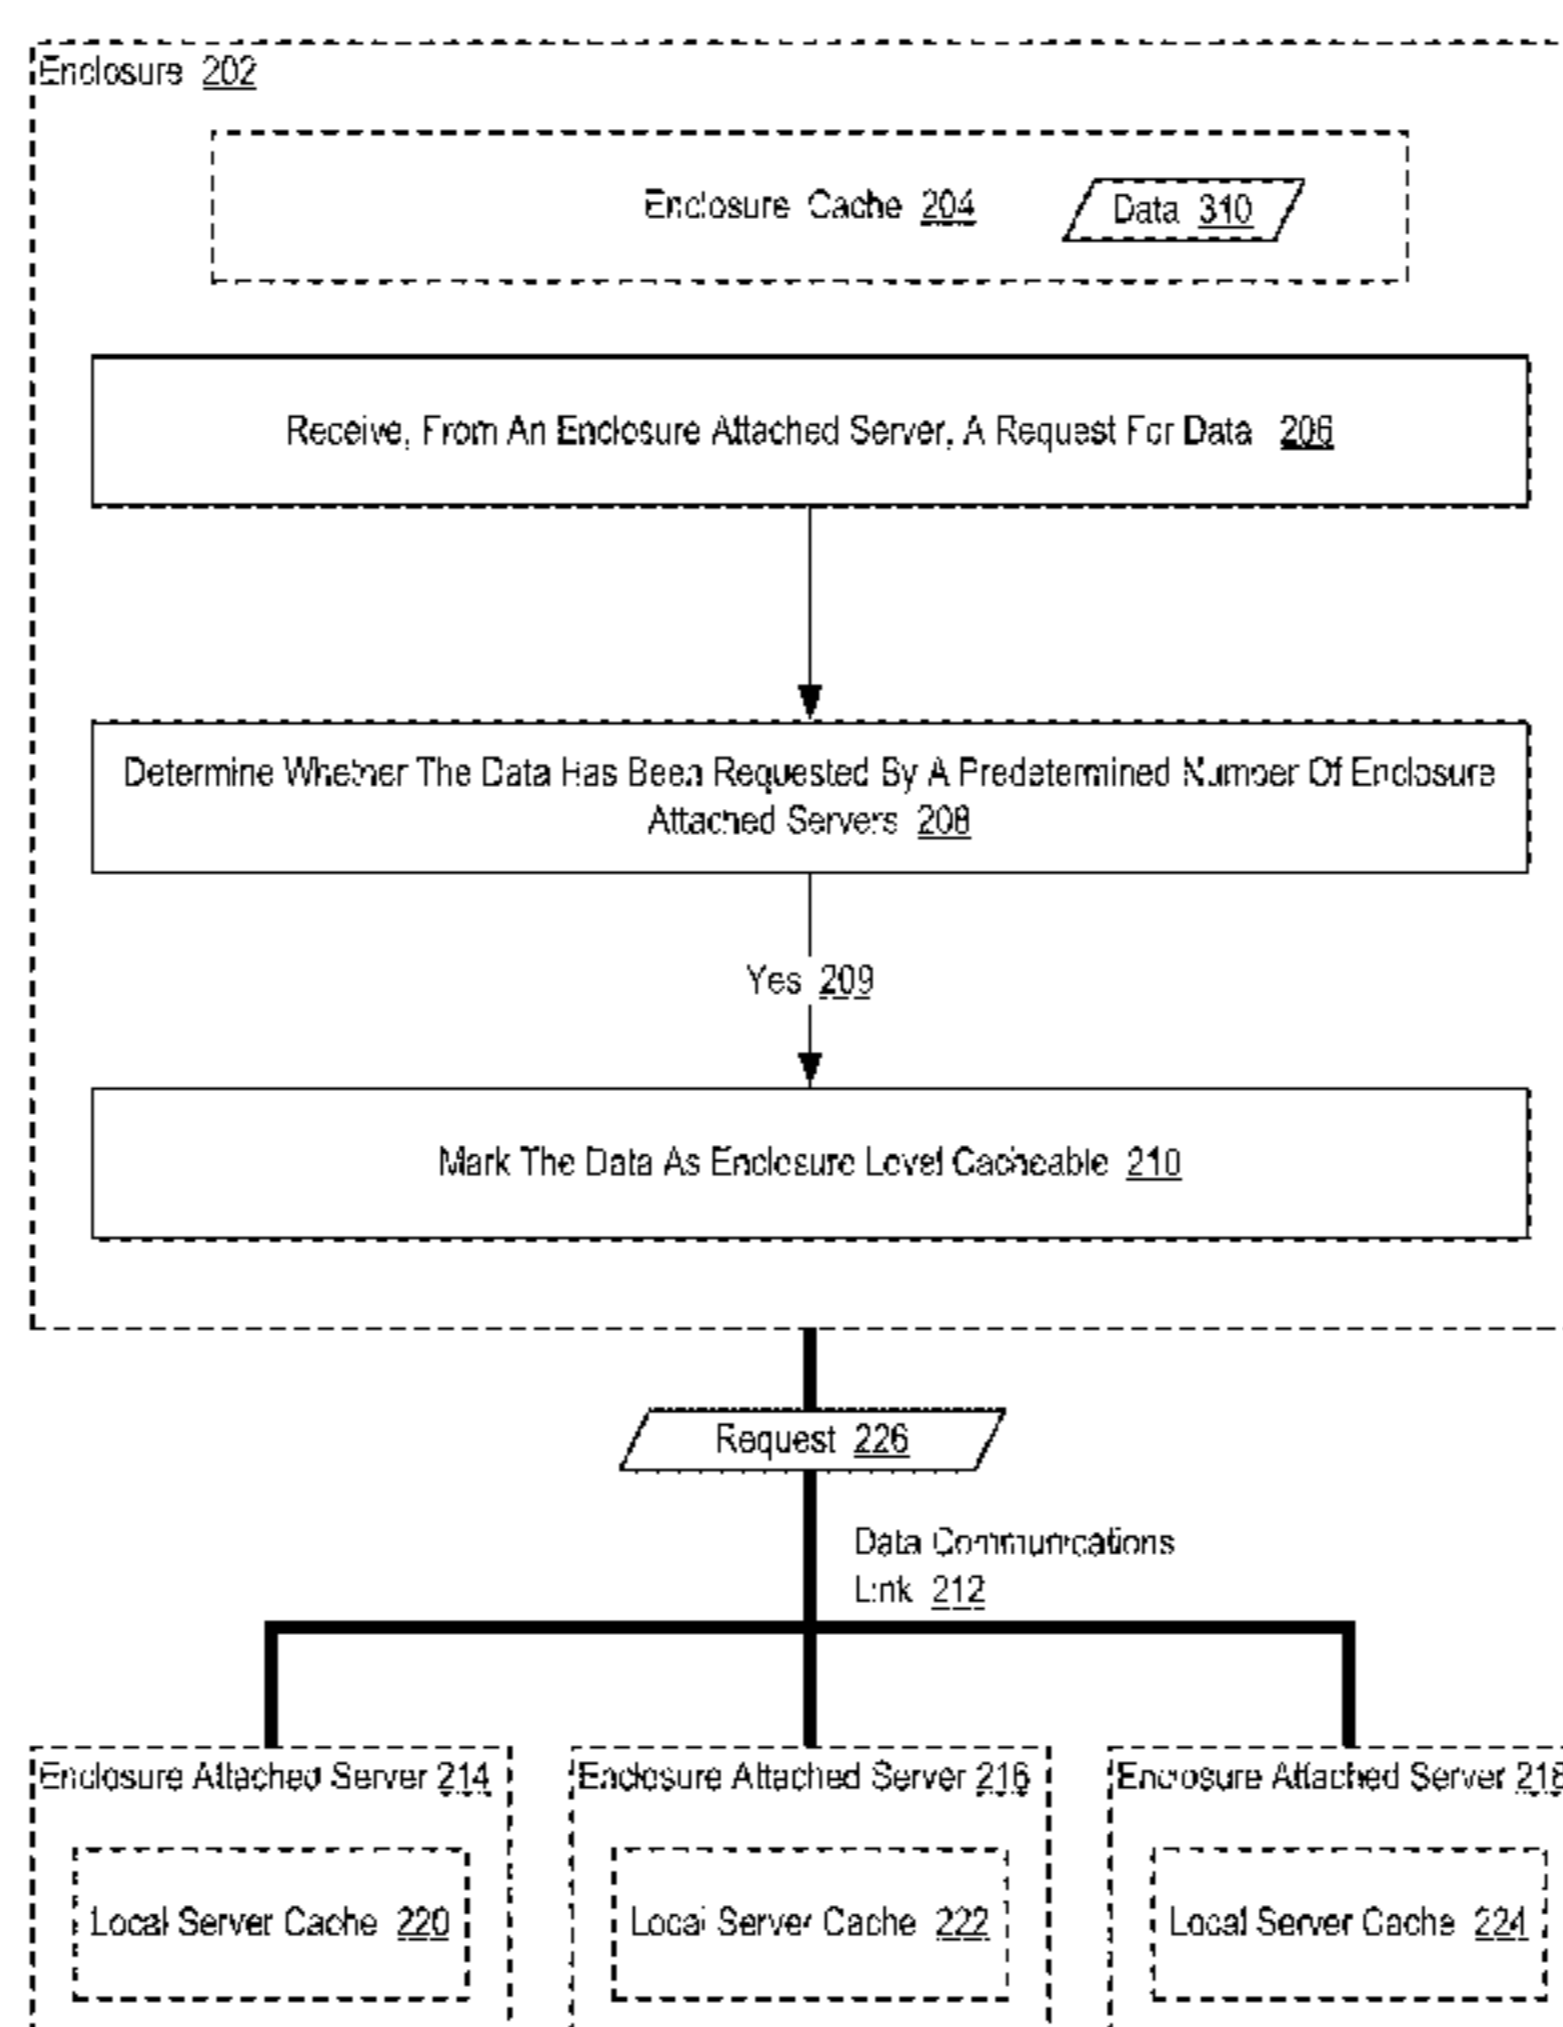 Enclosure 202
Enclosure Cache 204
Data 310
Receive, From An Enclosure Attached Server, A Request For Data 206
Determine Whether The Data Has Been Requested By A Predetermined Number Of Enclosure
Attached Servers 208
Yes 209
Mark The Data As Enclosure Level Cacheable 210
Request 226
Data Communications
Link 212
Enclosure Attached Server 214
Enclosure Attached Server 216
Enclosure Attached Server 218
Local Server Cache 220
Local Server Cache 222
Local Server Cache 224